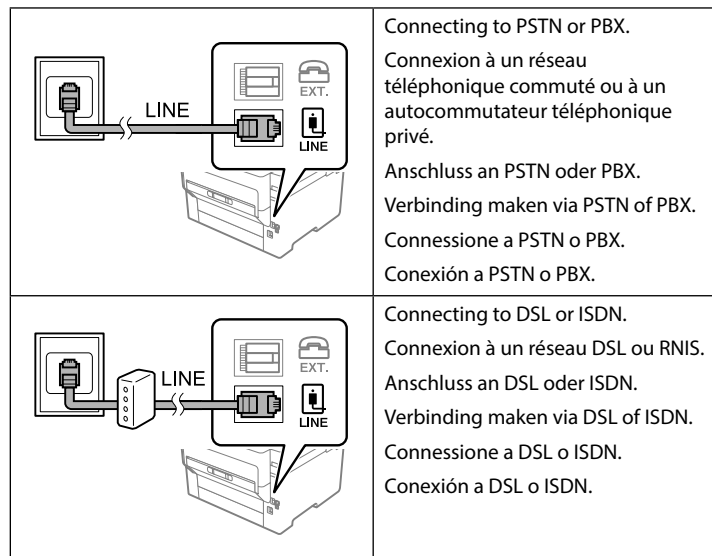 LINE
EXT.
LINE
Connecting to PSTN or PBX.
Connexion à un réseau
téléphonique commuté ou à un
autocommutateur téléphonique
privé.
Anschluss an PSTN oder PBX.
Verbinding maken via PSTN of PBX.
Connessione a PSTN o PBX.
Conexión a PSTN o PBX.
LINE
EXT.
LINE
Connecting to DSL or ISDN.
Connexion à un réseau DSL ou RNIS.
Anschluss an DSL oder ISDN.
Verbinding maken via DSL of ISDN.
Connessione a DSL o ISDN.
Conexión a DSL o ISDN.